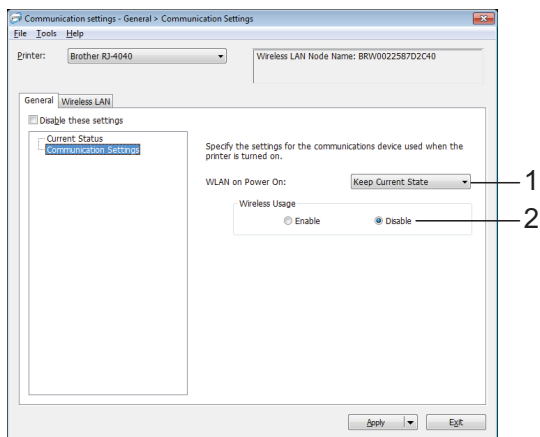 Communication settings - General > Communication Settings
File Tools Help
Printer: Brother RJ-4040
Wireless LAN Node Name: BRW0022587D2C40
General Wireless LAN
Disable these settings
Current Status
Communication Settings
Specify the settings for the communications device used when the
printer is turned on.
WLAN on Power On: Keep Current State 1
Wireless Usage
Enable Disable 2
Apply Exit